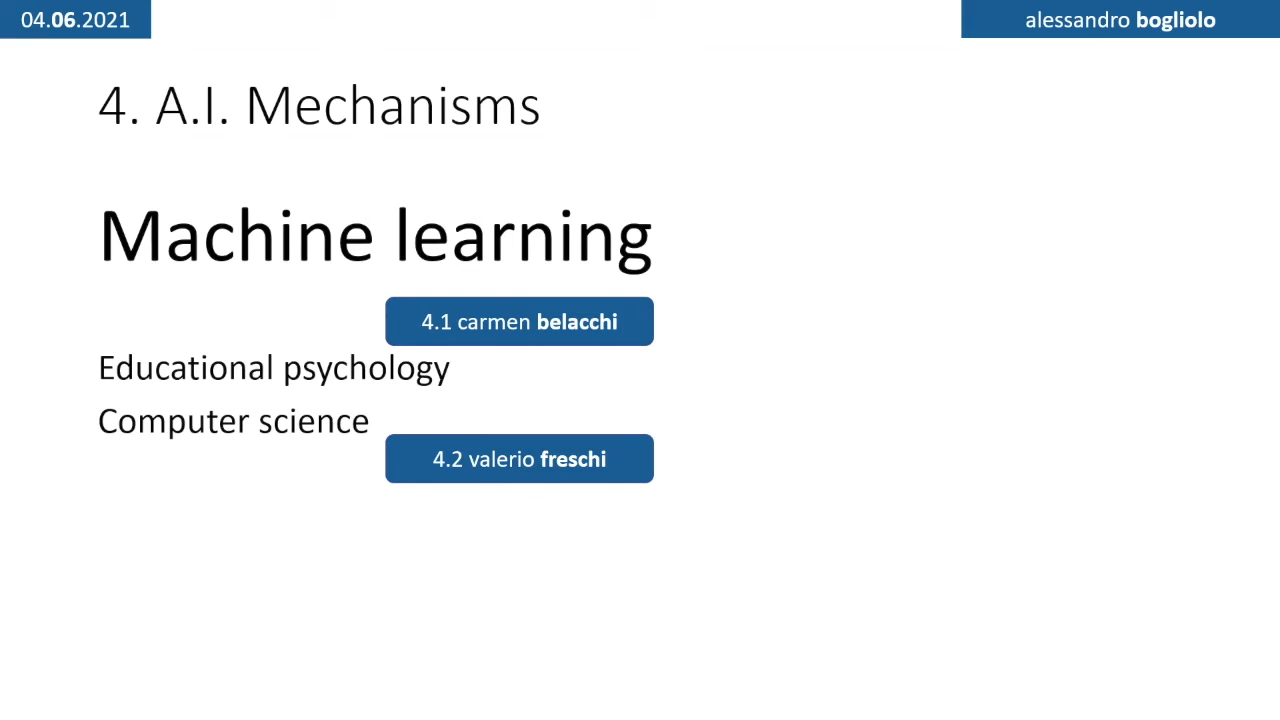 04.06.2021
alessandro bogliolo
4. A.I. Mechanisms
Machine learning
4.1 carmen belacchi
Educational psychology
Computer science
4.2 valerio freschi